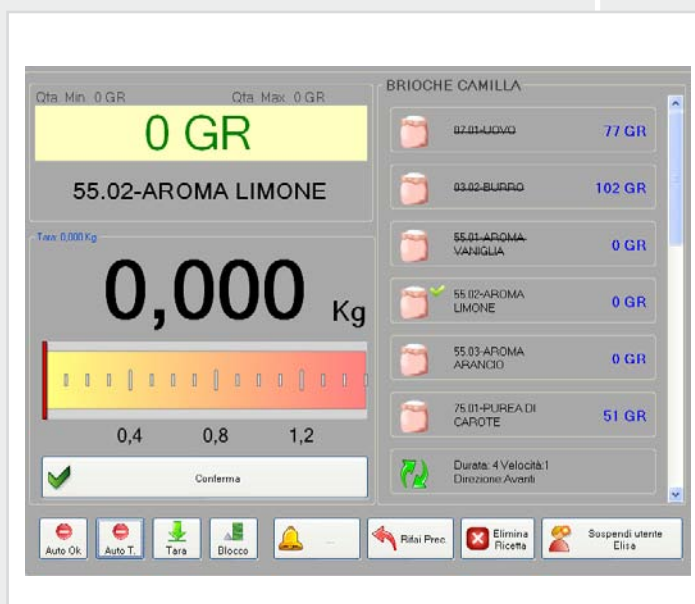 Qta. Min. 0 GR
Qta. Max. 0 GR
0 GR
55.02-AROMA LIMONE
Tara: 0,000 Kg
0,000 Kg
0,4 0,8 1,2
Conferma
BRIOCHE CAMILLA
07.01-UOVO 77 GR
03.02-BURRO 102 GR
55.01-AROMA
VANIGLIA
0 GR
55.02-AROMA
LIMONE
0 GR
55.03-AROMA
ARANCIO
0 GR
75.01-PUREA DI
CAROTE
51 GR
Durata: 4 Velocità:1
Direzione:Avanti
Auto Ok
Auto T.
Tara
Blocco
...
Rifai Prec.
Elimina
Ricetta
Sospendi utente
Elisa